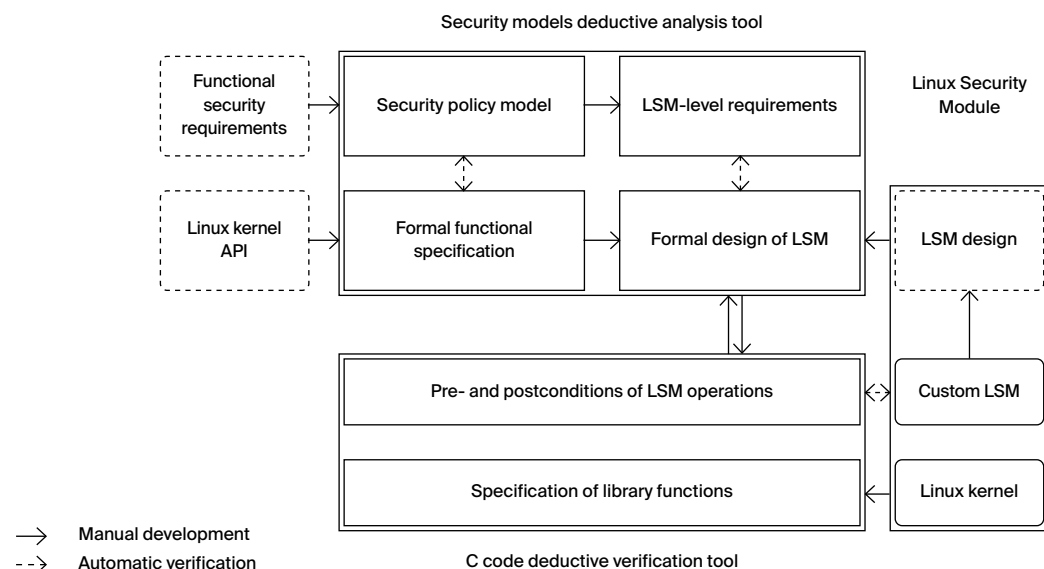 Security models deductive analysis tool
Functional
security
requirements
Security policy model
LSM-level requirements
Linux Security
Module
Linux kernel
API
Formal functional
specification
Formal design of LSM
LSM design
Pre- and postconditions of LSM operations
Custom LSM
Specification of library functions
Linux kernel
Manual development
Automatic verification
C code deductive verification tool